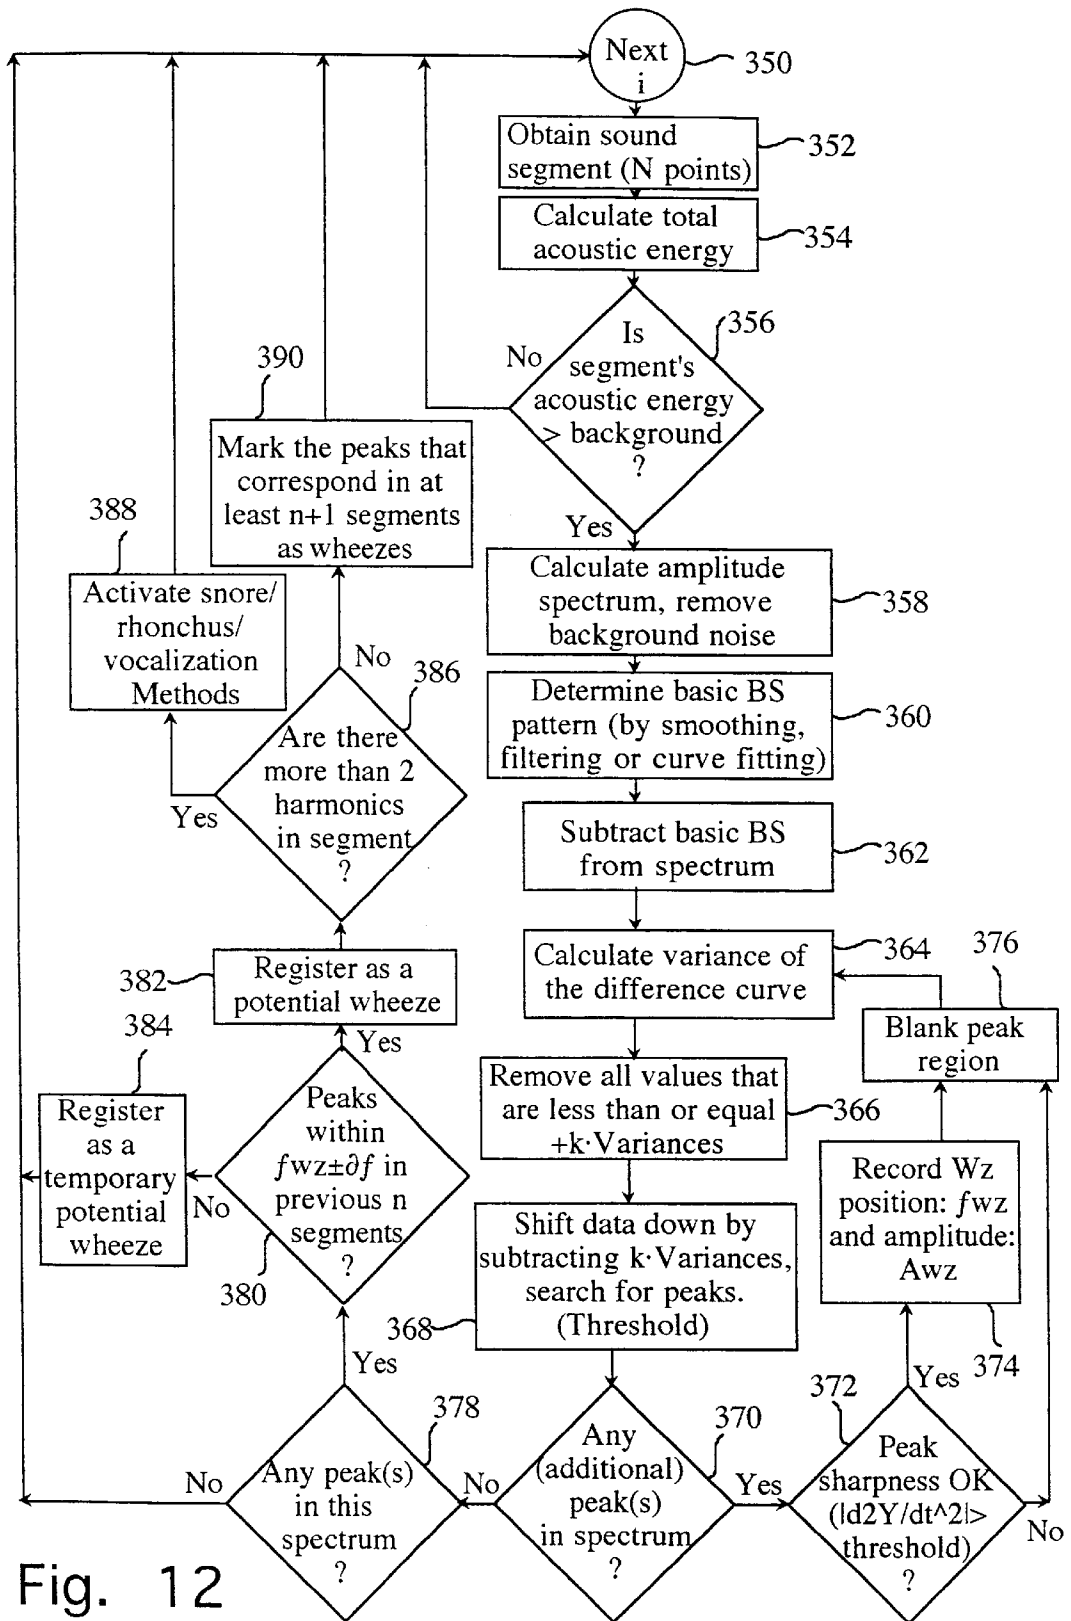 Next
i
350
Obtain sound
segment (N points)
352
Calculate total
acoustic energy
354
Is
segment's
acoustic energy
> background
?
356
No
Yes
390
Mark the peaks that
correspond in at
least n+1 segments
as wheezes
388
Activate snore/
rhonchus/
vocalization
Methods
Calculate amplitude
spectrum, remove
background noise
358
Determine basic BS
pattern (by smoothing,
filtering or curve fitting)
360
No
386
Are there
more than 2
harmonics
in segment
?
Yes
Subtract basic BS
from spectrum
362
Calculate variance of
the difference curve
364
376
Blank peak
region
382
Register as a
potential wheeze
384
Yes
Register
as a
temporary
potential
wheeze
Peaks
within
ƒwz±∂f in
previous n
segments
?
No
380
Remove all values that
are less than or equal
+k·Variances
366
Shift data down by
subtracting k·Variances,
search for peaks.
(Threshold)
368
Record Wz
position: ƒwz
and amplitude:
Awz
374
Yes
378
Any peak(s)
in this
spectrum
?
No
No
Any
(additional)
peak(s)
in spectrum
?
370
Yes
372
Yes
Peak
sharpness OK
(|d2Y/dt^2|>
threshold)
?
No
Fig. 12